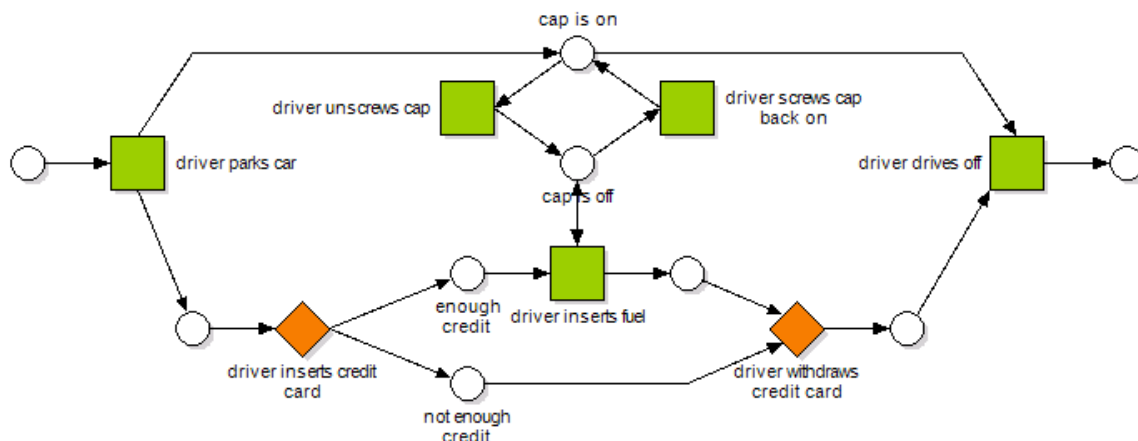 cap is on
driver unscrews cap
driver screws cap
back on
driver parks car
driver drives off
cap is off
enough
credit
driver inserts fuel
driver inserts credit
card
driver withdraws
credit card
not enough
credit